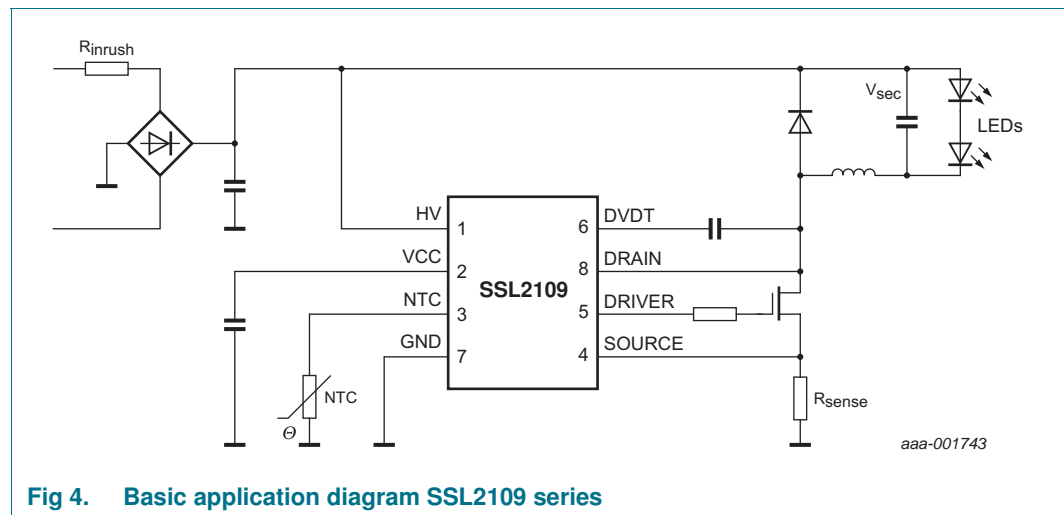 Rinrush
Vsec
LEDs
HV
1
6
DVDT
VCC
2
8
DRAIN
SSL2109
NTC
3
5
DRIVER
GND
7
4
SOURCE
NTC
Θ
Rsense
aaa-001743
Fig 4. Basic application diagram SSL2109 series